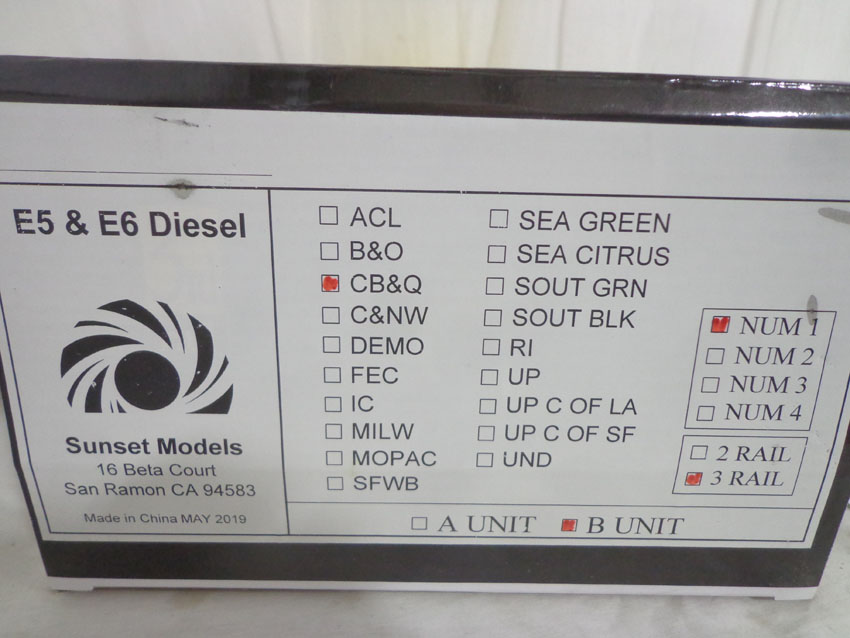 E5 & E6 Diesel
Sunset Models
16 Beta Court
San Ramon CA 94583
Made in China MAY 2019
ACL
B&O
CB&Q
C&NW
DEMO
FEC
IC
MILW
MOPAC
SFWB
SEA GREEN
SEA CITRUS
SOUT GRN
SOUT BLK
RI
UP
UP C OF LA
UP C OF SF
UND
NUM 1
NUM 2
NUM 3
NUM 4
2 RAIL
3 RAIL
A UNIT B UNIT